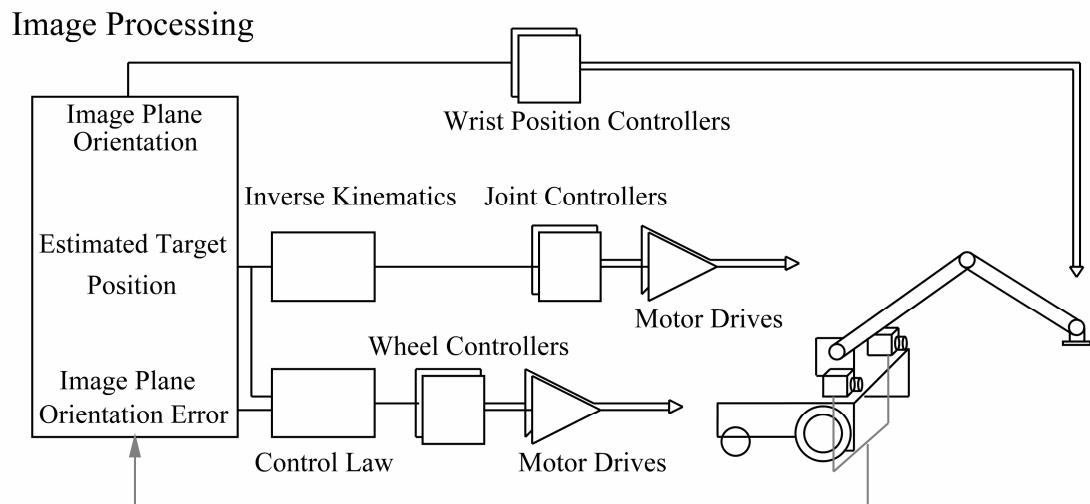 Image Processing
Wrist Position Controllers
Image Plane
Orientation
Inverse Kinematics
Joint Controllers
Estimated Target
Position
Motor Drives
Wheel Controllers
Image Plane
Orientation Error
Control Law
Motor Drives